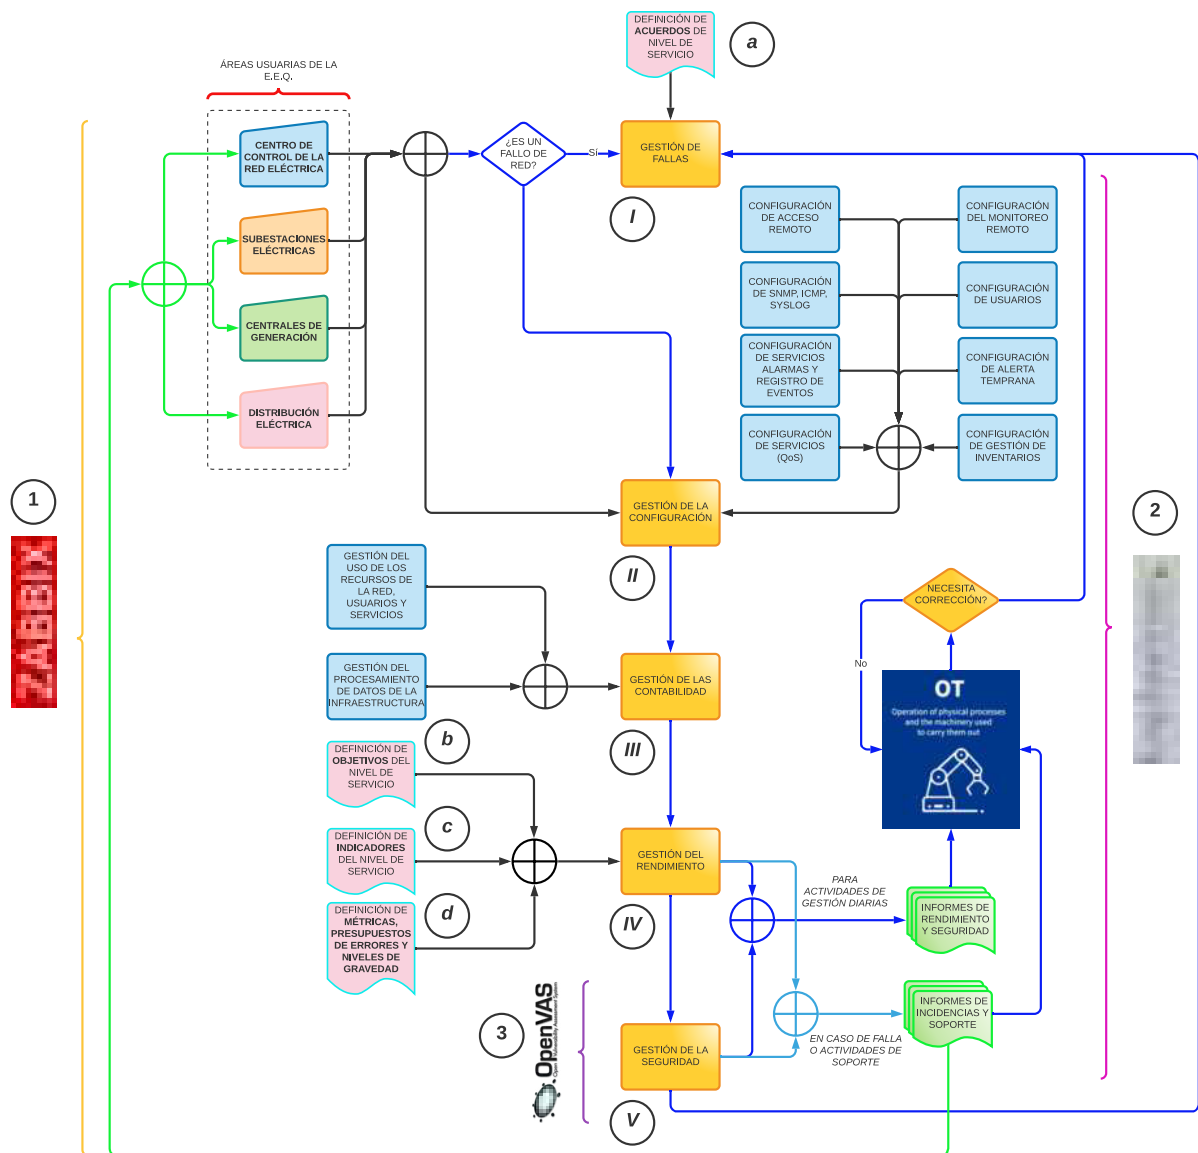 DEFINICIÓN DE
ACUERDOS DE
NIVEL DE
SERVICIO
a
ÁREAS USUARIAS DE LA
E.E.Q.
CENTRO DE
CONTROL DE LA
RED ELÉCTRICA
SUBESTACIONES
ELÉCTRICAS
CENTRALES DE
GENERACIÓN
DISTRIBUCIÓN
ELÉCTRICA
¿ES UN
FALLO DE
RED?
Sí
GESTIÓN DE
FALLAS
I
CONFIGURACIÓN
DE ACCESO
REMOTO
CONFIGURACIÓN
DEL MONITOREO
REMOTO
CONFIGURACIÓN
DE SNMP, ICMP,
SYSLOG
CONFIGURACIÓN
DE USUARIOS
CONFIGURACIÓN
DE SERVICIOS
ALARMAS Y
REGISTRO DE
EVENTOS
CONFIGURACIÓN
DE ALERTA
TEMPRANA
CONFIGURACIÓN
DE SERVICIOS
(QoS)
CONFIGURACIÓN
DE GESTIÓN DE
INVENTARIOS
1
ZABBIX
2
GESTIÓN DE LA
CONFIGURACIÓN
II
GESTIÓN DEL
USO DE LOS
RECURSOS DE
LA RED,
USUARIOS Y
SERVICIOS
GESTIÓN DEL
PROCESAMIENTO
DE DATOS DE LA
INFRAESTRUCTURA
GESTIÓN DE LAS
CONTABILIDAD
III
NECESITA
CORRECCIÓN?
No
OT
Operation of physical processes
and the machinery used
to carry them out
b
DEFINICIÓN DE
OBJETIVOS DEL
NIVEL DE
SERVICIO
c
DEFINICIÓN DE
INDICADORES
DEL NIVEL DE
SERVICIO
d
DEFINICIÓN DE
MÉTRICAS,
PRESUPUESTOS
DE ERRORES Y
NIVELES DE
GRAVEDAD
GESTIÓN DEL
RENDIMIENTO
IV
PARA
ACTIVIDADES DE
GESTIÓN DIARIAS
INFORMES DE
RENDIMIENTO
Y SEGURIDAD
INFORMES DE
INCIDENCIAS Y
SOPORTE
EN CASO DE FALLA
O ACTIVIDADES DE
SOPORTE
3
OpenVAS
Open Vulnerability Assessment System
GESTIÓN DE LA
SEGURIDAD
V